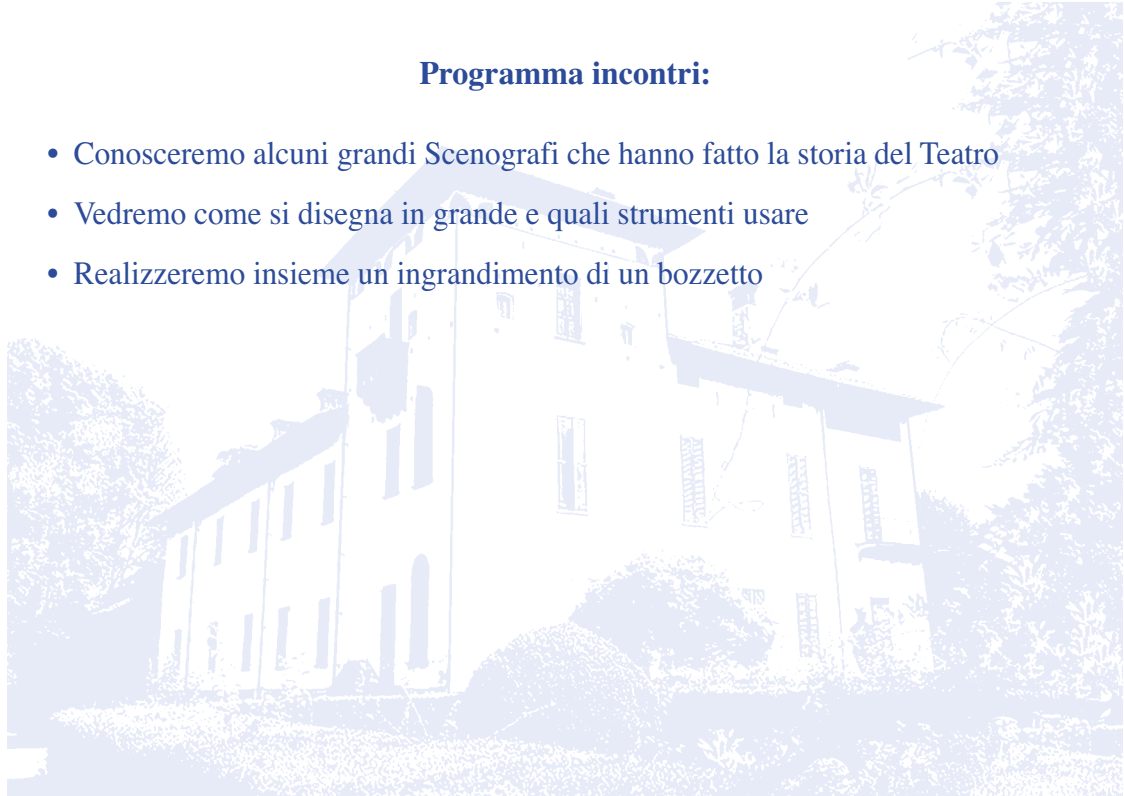 Programma incontri:
• Conosceremo alcuni grandi Scenografi che hanno fatto la storia del Teatro
• Vedremo come si disegna in grande e quali strumenti usare
• Realizzeremo insieme un ingrandimento di un bozzetto